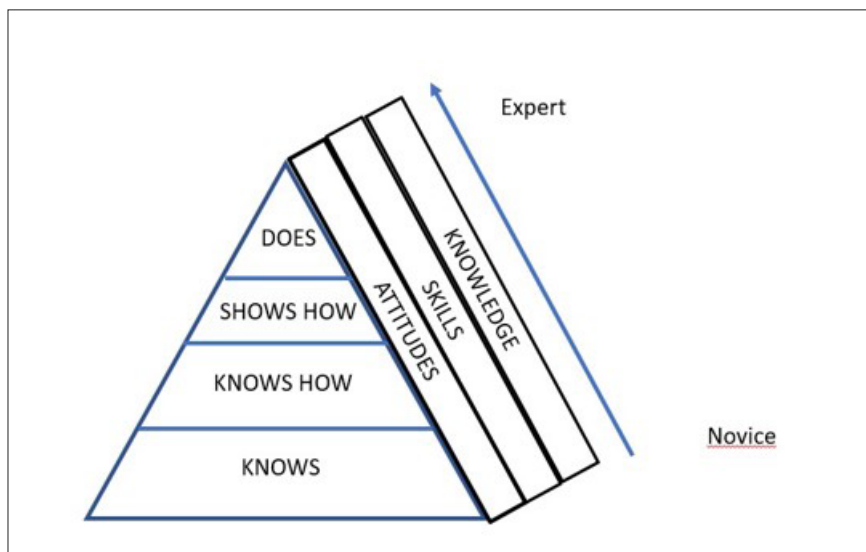 Expert
DOES
SHOWS HOW
KNOWS HOW
KNOWS
ATTITUDES
SKILLS
KNOWLEDGE
Novice